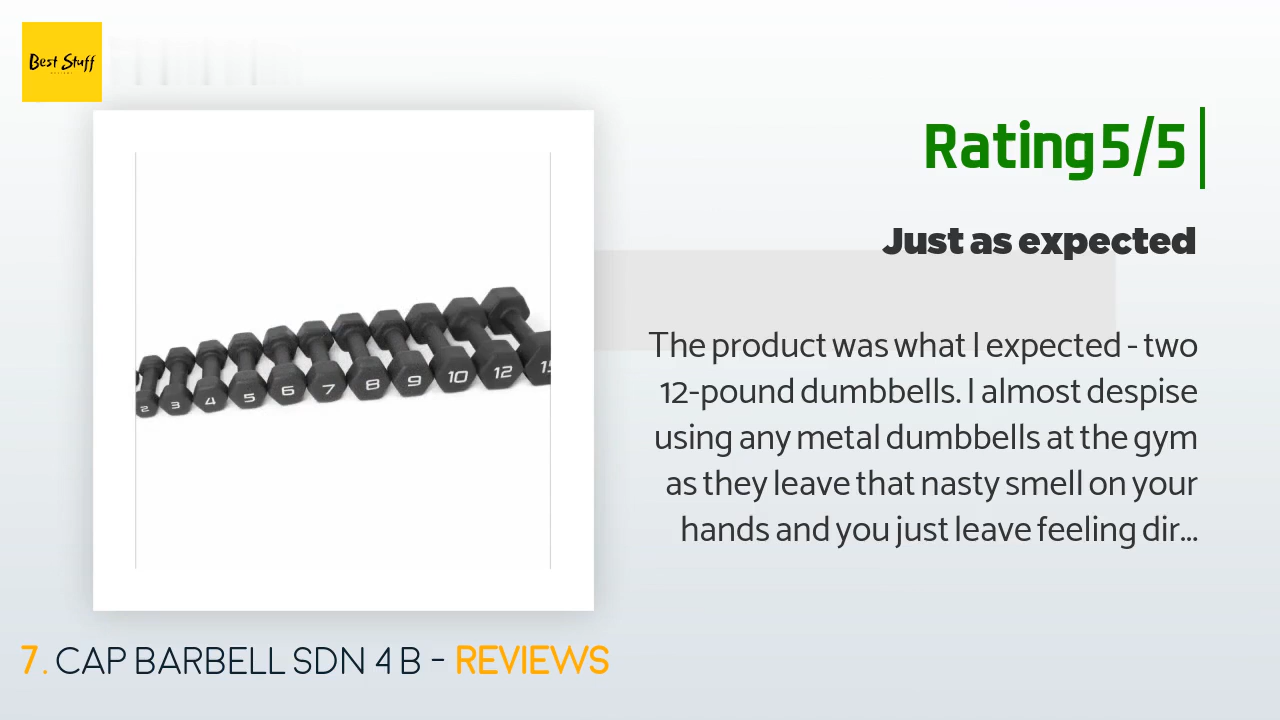 Best Stuff
Rating 5/5
Just as expected
The product was what I expected - two
12-pound dumbbells. I almost despise
using any metal dumbbells at the gym
as they leave that nasty smell on your
hands and you just leave feeling dir...
2 3 4 5 6 7 8 9 10 12
7. CAP BARBELL SDN 4 B - REVIEWS